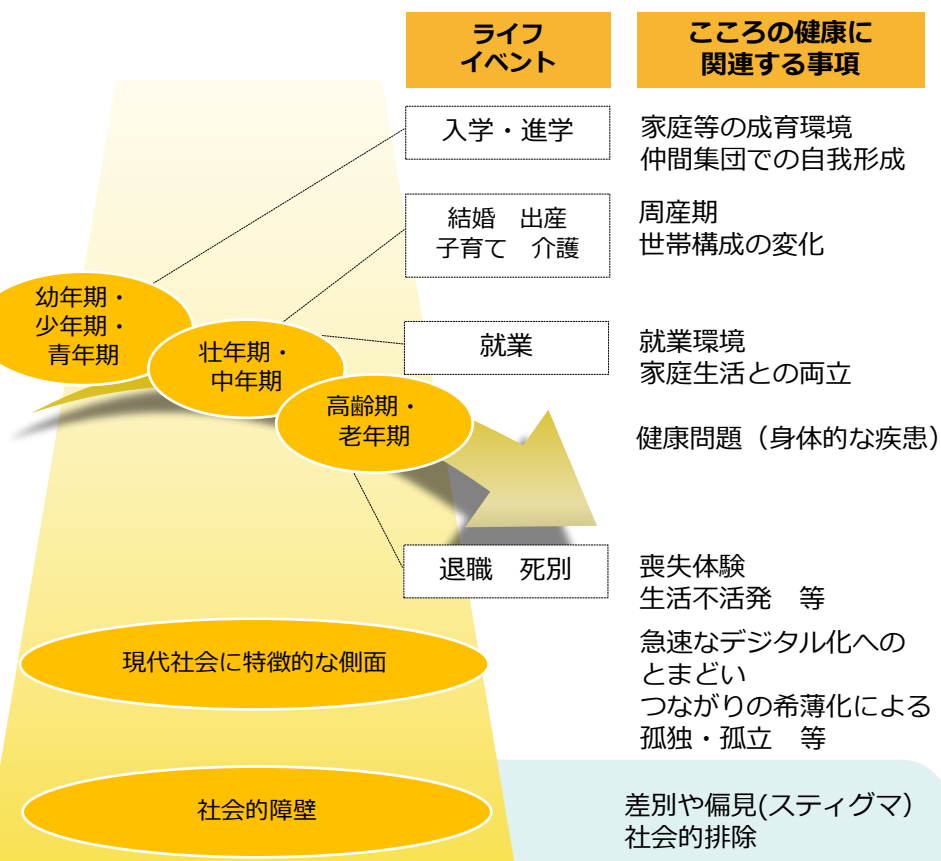 ライフ
イベント
こころの健康に
関連する事項
入学・進学
家庭等の成育環境
仲間集団での自我形成
結婚　出産
子育て　介護
周産期
世帯構成の変化
幼年期・
少年期・
青年期
壮年期・
中年期
就業
就業環境
家庭生活との両立
高齢期・
老年期
健康問題（身体的な疾患）
退職　死別
喪失体験
生活不活発　等
現代社会に特徴的な側面
急速なデジタル化への
とまどい
つながりの希薄化による
孤独・孤立　等
社会的障壁
差別や偏見(スティグマ）
社会的排除